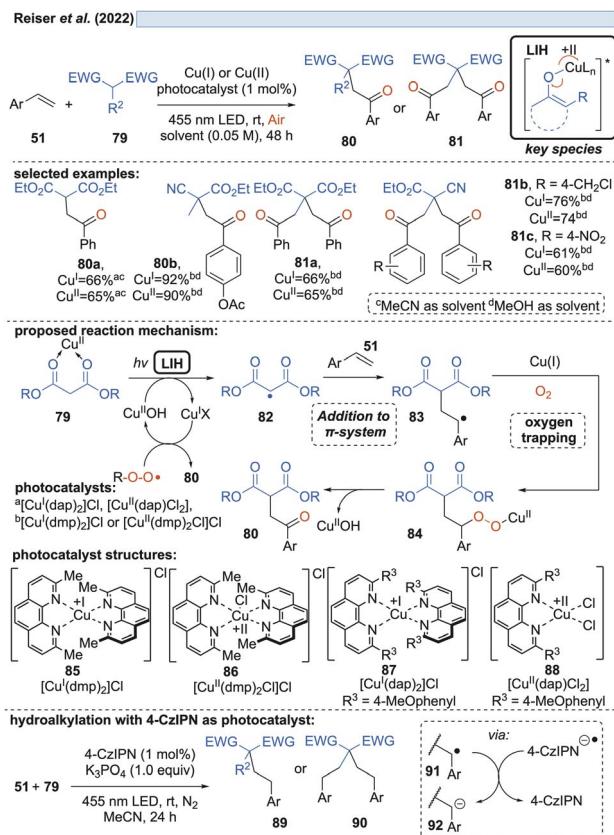 Reiser et al. (2022)
EWG EWG
Ar
+
R²
51
79
Cu(I) or Cu(II)
photocatalyst (1 mol%)
455 nm LED, rt, Air
solvent (0.05 M), 48 h
EWG EWG
R²
O
Ar
80
or
EWG EWG
O O
Ar Ar
81
LIH +II
O CuLn
R
*
key species
selected examples:
EtO₂C CO₂Et
O
Ph
80a,
Cuᴵ=66%ᵃᶜ
Cuᴵᴵ=65%ᵃᶜ
NC CO₂Et
O
OAc
80b,
Cuᴵ=92%ᵇᵈ
Cuᴵᴵ=90%ᵇᵈ
EtO₂C CO₂Et
O O
Ph Ph
81a,
Cuᴵ=66%ᵇᵈ
Cuᴵᴵ=65%ᵇᵈ
EtO₂C CN
O O
R R
81b, R = 4-CH₂Cl
Cuᴵ=76%ᵇᵈ
Cuᴵᴵ=74ᵇᵈ
81c, R = 4-NO₂
Cuᴵ=61%ᵇᵈ
Cuᴵᴵ=60%ᵇᵈ
ᶜMeCN as solvent ᵈMeOH as solvent
proposed reaction mechanism:
Cuᴵᴵ
O O
RO OR
79
hν LIH
CuᴵᴵOH CuᴵX
R-O-O• 80
O O
RO OR
82
51
Ar
Addition to
π-system
O O
RO OR
Ar
83
Cu(I)
O₂
oxygen
trapping
photocatalysts:
ᵃ[Cu(dap)₂]Cl, [Cuᴵᴵ(dap)Cl₂],
ᵇ[Cuᴵ(dmp)₂]Cl or [Cuᴵᴵ(dmp)₂Cl]Cl
O O
RO OR
O
Ar
80
CuᴵᴵOH
O O
RO OR
O Cuᴵᴵ
O
Ar
84
photocatalyst structures:
Me Me
N +I N
Cu
N N
Me Me
Cl
85
[Cuᴵ(dmp)₂]Cl
Me Me
N Cl N
Cu
N +II N
Me Me
Cl
86
[Cuᴵᴵ(dmp)₂Cl]Cl
R³ R³
N +I N
Cu
N N
R³ R³
Cl
87
[Cuᴵ(dap)₂]Cl
R³ = 4-MeOphenyl
R³
N +II Cl
Cu
N Cl
R³
88
[Cuᴵᴵ(dap)Cl₂]
R³ = 4-MeOphenyl
hydroalkylation with 4-CzIPN as photocatalyst:
51 + 79
4-CzIPN (1 mol%)
K₃PO₄ (1.0 equiv)
455 nm LED, rt, N₂
MeCN, 24 h
EWG EWG
R²
Ar
89
or
EWG EWG
Ar Ar
90
via:
91 Ar
4-CzIPN⊖•
⊖
92 Ar
4-CzIPN